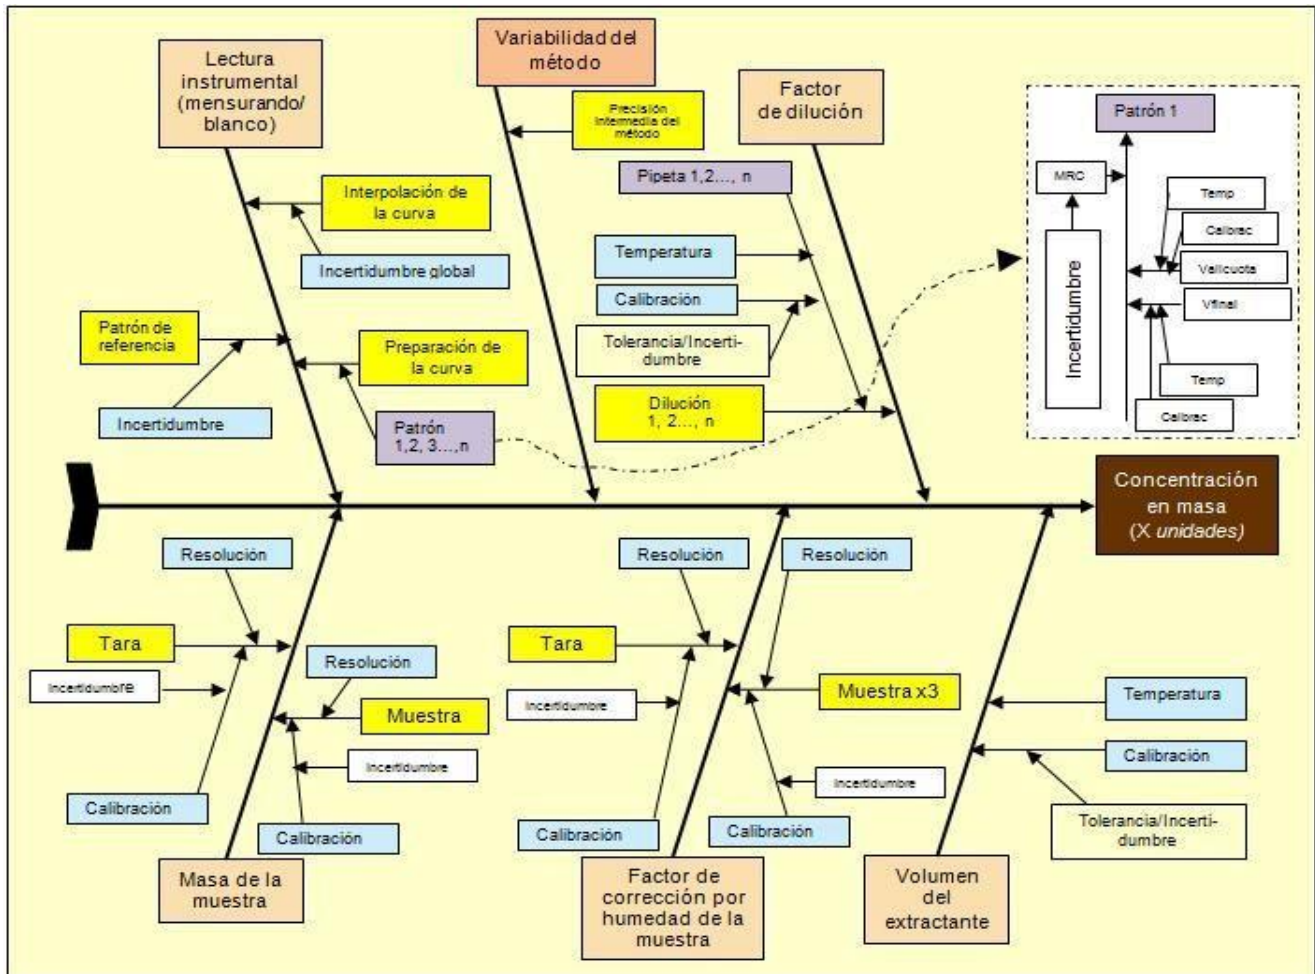 Lectura
instrumental
(mensurando/
blanco)
Variabilidad del
método
Factor
de dilución
Precisión
Intermedia del
método
Pipeta 1,2..., n
Interpolación de
la curva
Incertidumbre global
Temperatura
Calibración
Tolerancia/Incerti-
dumbre
Patrón de
referencia
Preparación de
la curva
Incertidumbre
Patrón
1,2, 3...,n
Dilución
1, 2..., n
Patrón 1
MRC
Temp
Calibrac
Valícuota
Vfinal
Incertidumbre
Temp
Calibrac
Concentración
en masa
(X unidades)
Resolución
Tara
Incertidumbre
Resolución
Muestra
Incertidumbre
Calibración
Calibración
Masa de la
muestra
Resolución
Resolución
Tara
Incertidumbre
Muestra x3
Incertidumbre
Calibración
Calibración
Factor de
corrección por
humedad de la
muestra
Temperatura
Calibración
Tolerancia/Incerti-
dumbre
Volumen
del
extractante